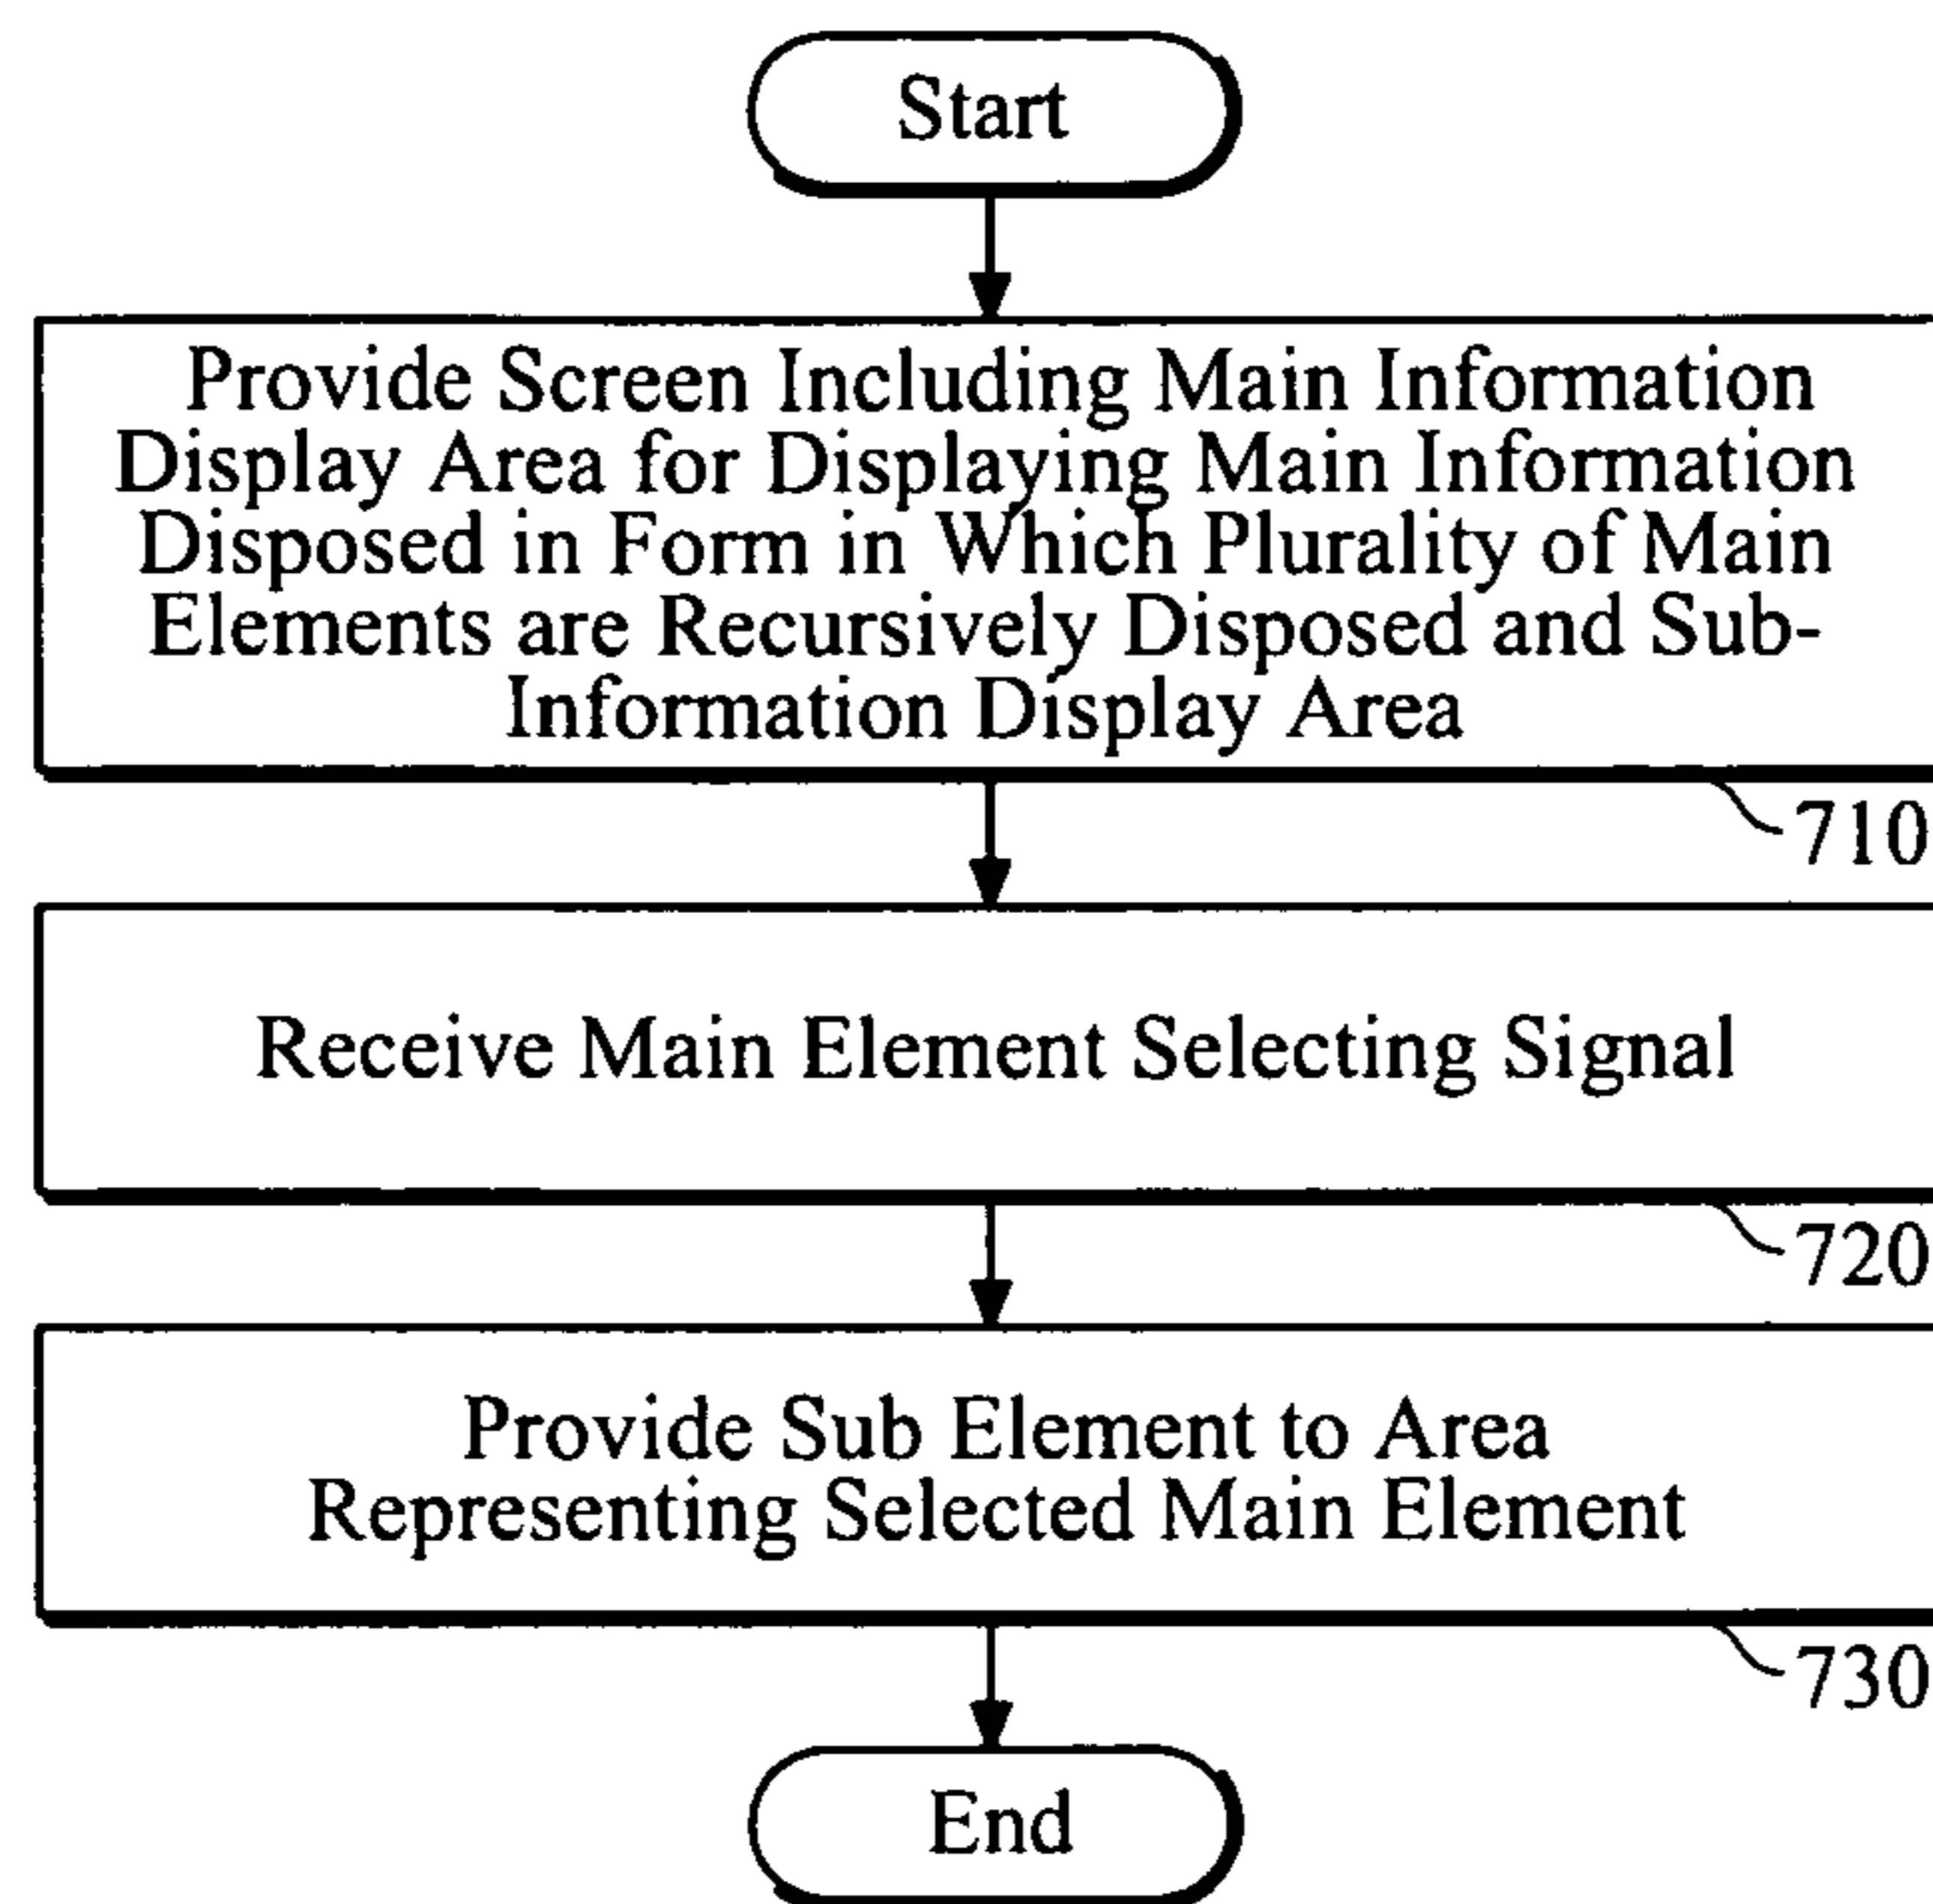 Start
Provide Screen Including Main Information
Display Area for Displaying Main Information
Disposed in Form in Which Plurality of Main
Elements are Recursively Disposed and Sub-
Information Display Area
710
Receive Main Element Selecting Signal
720
Provide Sub Element to Area
Representing Selected Main Element
730
End